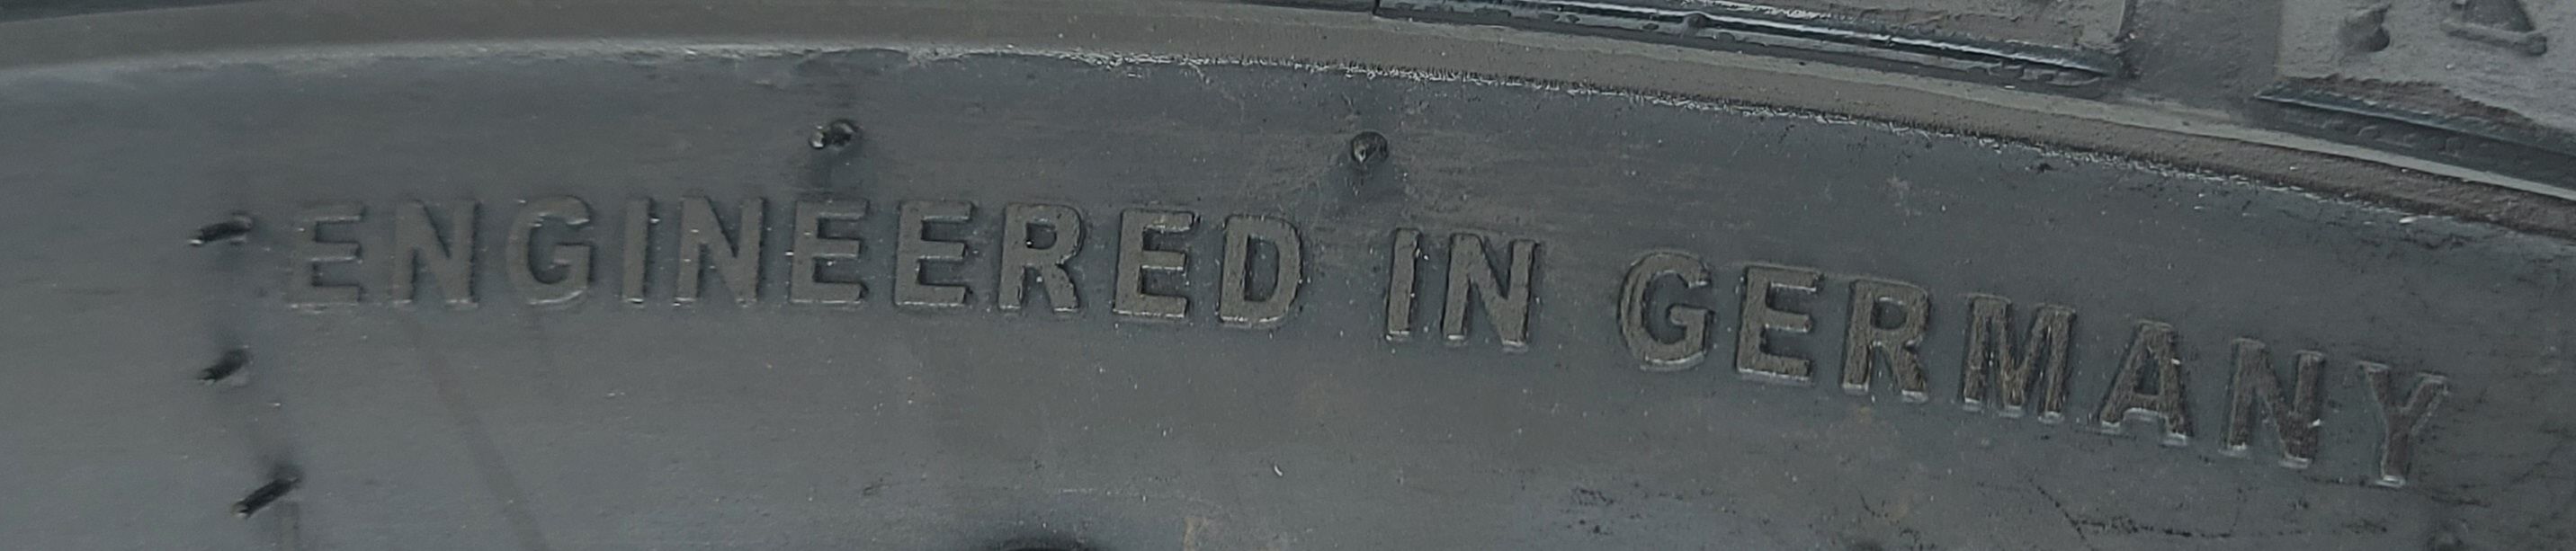 ENGINEERED IN GERMANY